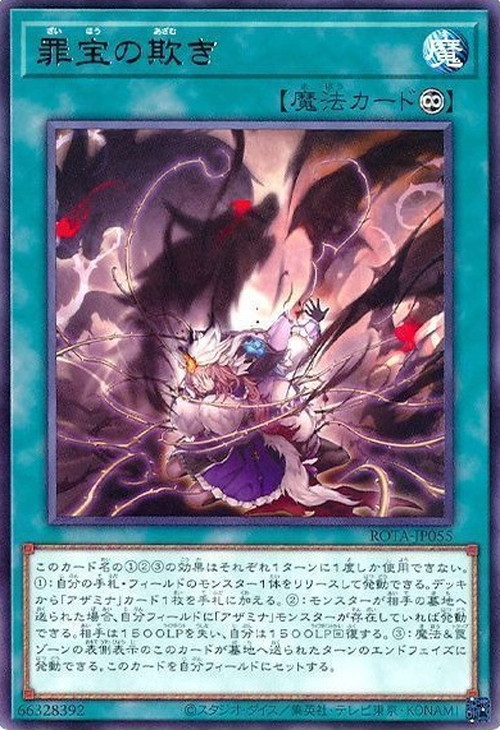 罪宝の欺き
魔
【魔法カード】
ROTA-JP055
このカード名の①②③の効果はそれぞれ1ターンに1度しか使用できない。
①:自分の手札・フィールドのモンスター1体をリリースして発動できる。デッキ
から「アザミナ」カード1枚を手札に加える。②:モンスターが相手の墓地へ
送られた場合、自分フィールドに「アザミナ」モンスターが存在していれば発動
できる。相手は1500LPを失い、自分は1500LP回復する。③:魔法&罠
ゾーンの表側表示のこのカードが墓地へ送られたターンのエンドフェイズに
発動できる。このカードを自分フィールドにセットする。
66328392
©スタジオ・ダイス/集英社・テレビ東京・KONAMI